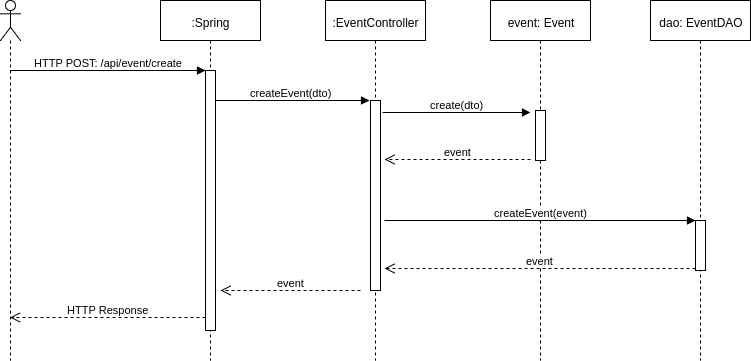 :Spring
:EventController
event: Event
dao: EventDAO
HTTP POST: /api/event/create
createEvent(dto)
create(dto)
event
createEvent(event)
event
event
HTTP Response